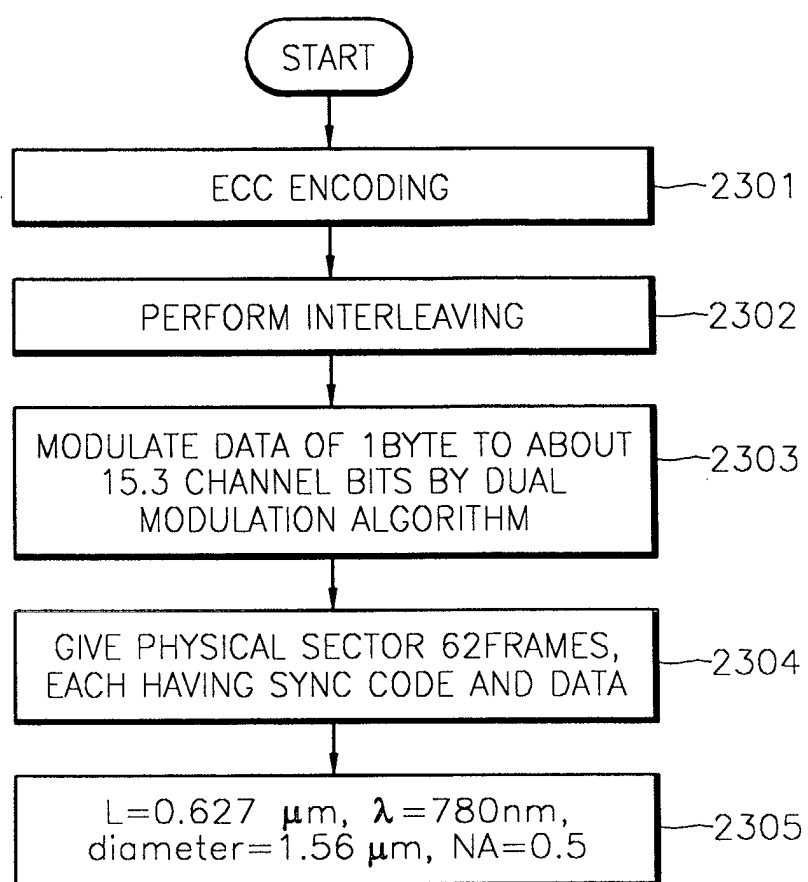 START
ECC ENCODING
2301
PERFORM INTERLEAVING
2302
MODULATE DATA OF 1BYTE TO ABOUT
15.3 CHANNEL BITS BY DUAL
MODULATION ALGORITHM
2303
GIVE PHYSICAL SECTOR 62FRAMES,
EACH HAVING SYNC CODE AND DATA
2304
L=0.627 μm, λ=780nm,
diameter=1.56 μm, NA=0.5
2305